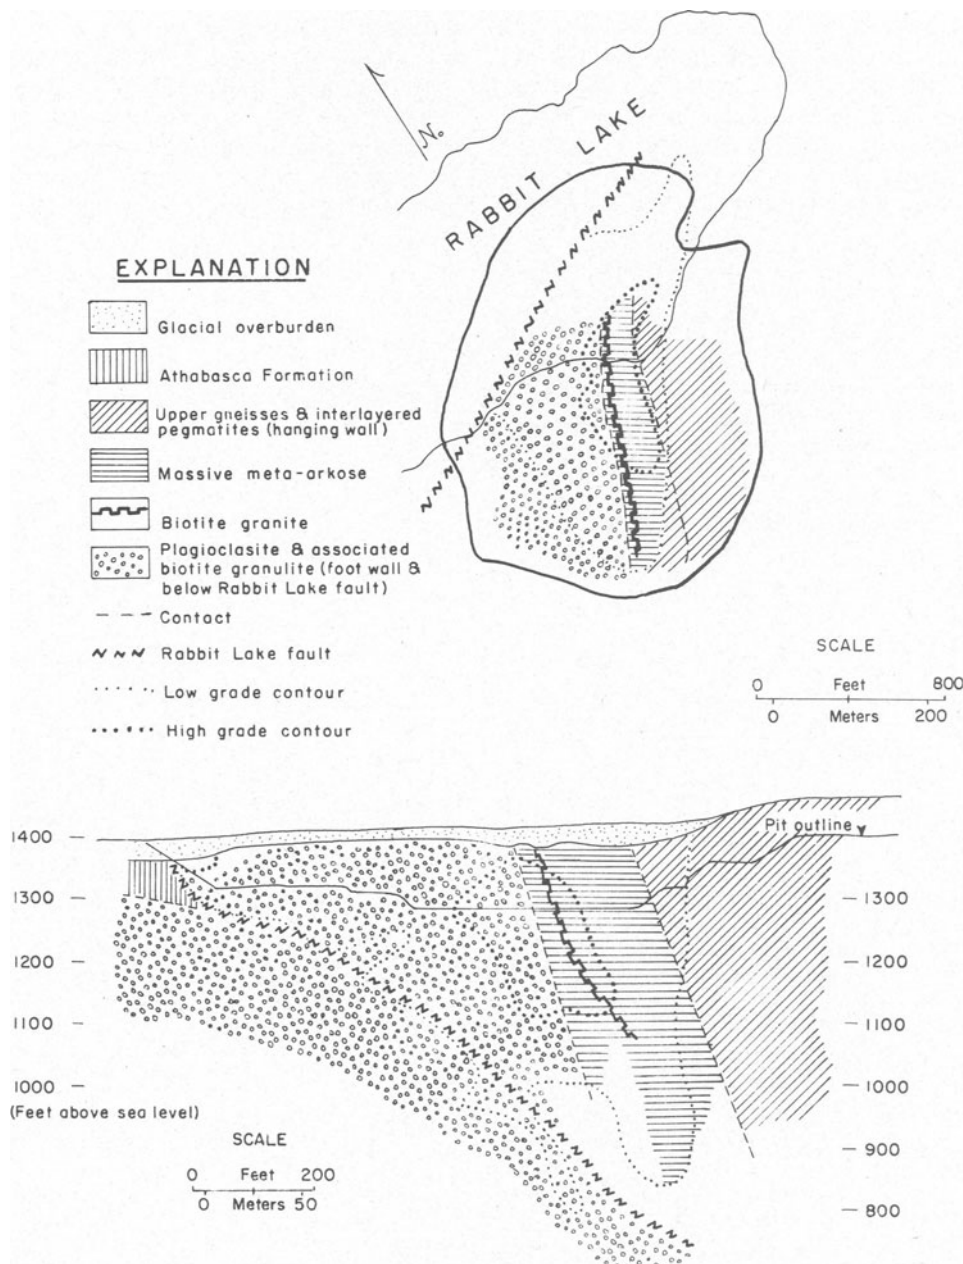 N.
RABBIT LAKE
EXPLANATION
Glacial overburden
Athabasca Formation
Upper gneisses & interlayered
pegmatites (hanging wall)
Massive meta-arkose
Biotite granite
Plagioclasite & associated
biotite granulite (foot wall &
below Rabbit Lake fault)
Contact
Rabbit Lake fault
Low grade contour
High grade contour
SCALE
0 Feet 800
0 Meters 200
1400
1300
1200
1100
1000
(Feet above sea level)
Pit outline
1300
1200
1100
1000
900
800
SCALE
0 Feet 200
0 Meters 50